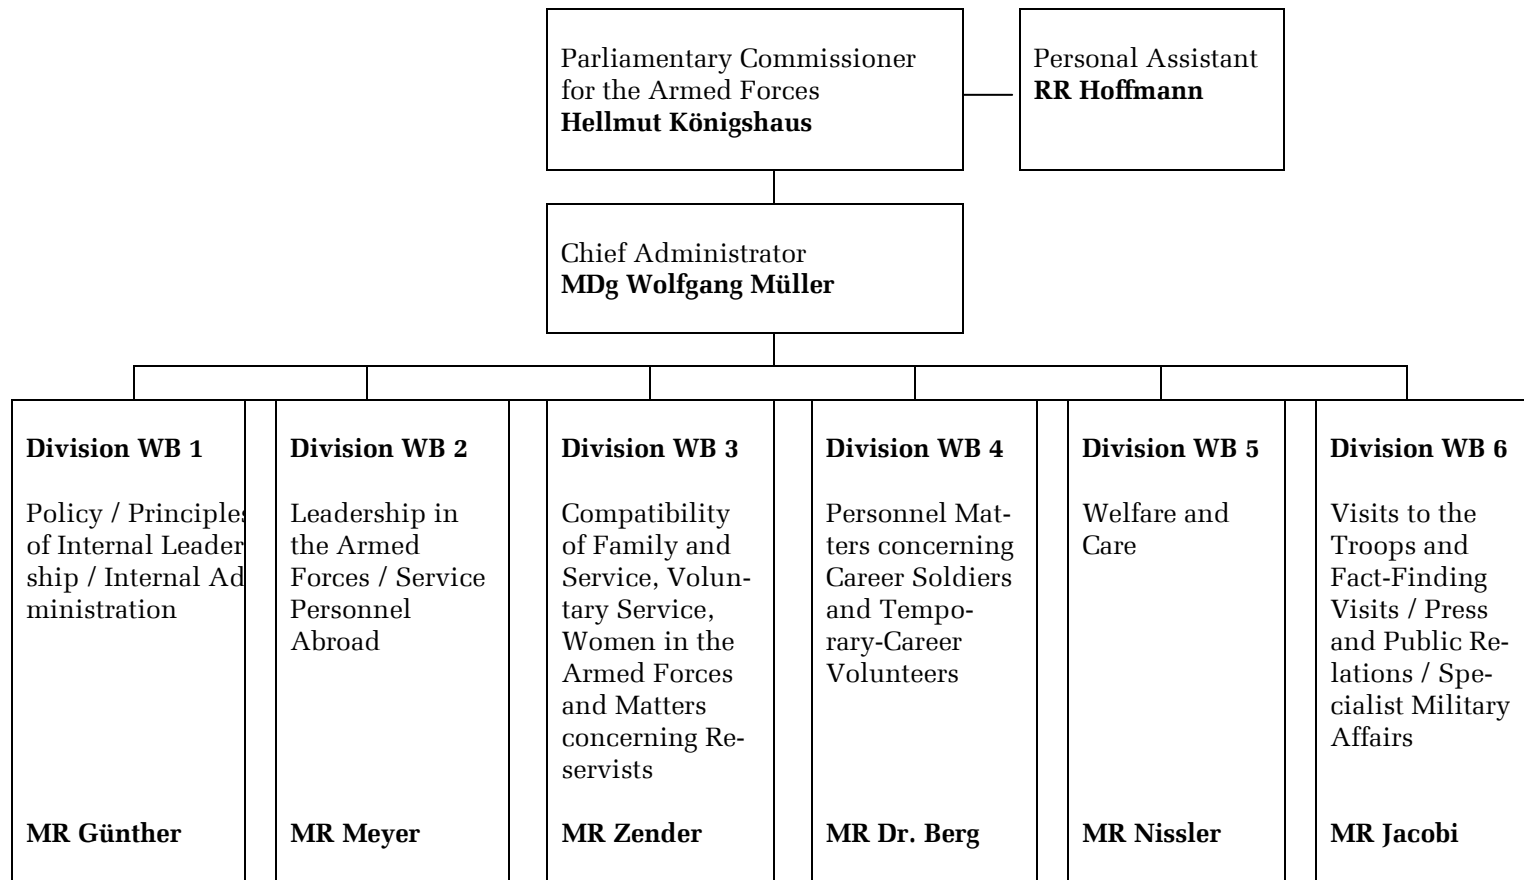 Parliamentary Commissioner
for the Armed Forces
Hellmut Königshaus
Personal Assistant
RR Hoffmann
Chief Administrator
MDg Wolfgang Müller
Division WB 1
Policy / Principles
of Internal Leader
ship / Internal Ad
ministration
MR Günther
Division WB 2
Leadership in
the Armed
Forces / Service
Personnel
Abroad
MR Meyer
Division WB 3
Compatibility
of Family and
Service, Volun-
tary Service,
Women in the
Armed Forces
and Matters
concerning Re-
servists
MR Zender
Division WB 4
Personnel Mat-
ters concerning
Career Soldiers
and Tempo-
rary-Career
Volunteers
MR Dr. Berg
Division WB 5
Welfare and
Care
MR Nissler
Division WB 6
Visits to the
Troops and
Fact-Finding
Visits / Press
and Public Re-
lations / Spe-
cialist Military
Affairs
MR Jacobi